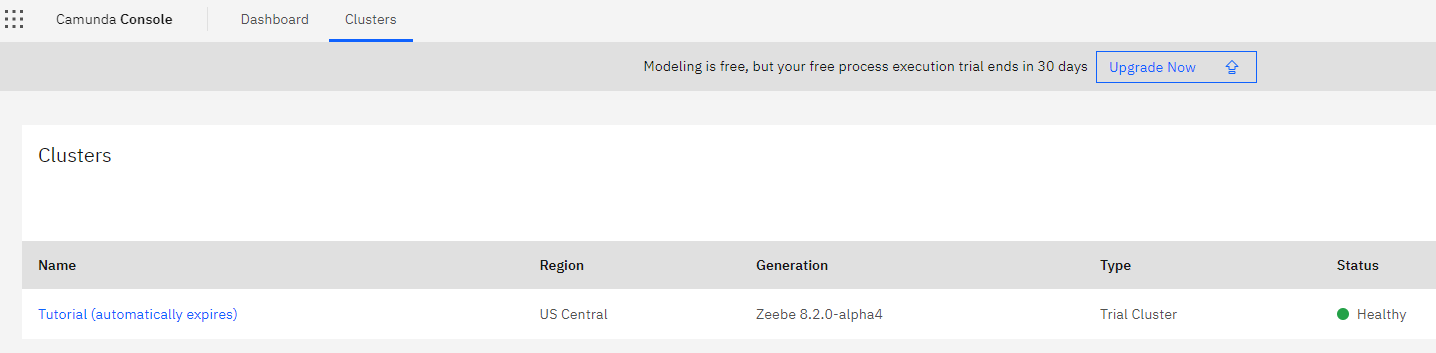 Camunda Console Dashboard Clusters
Modeling is free, but your free process execution trial ends in 30 days Upgrade Now
Clusters
Name Region Generation Type Status
Tutorial (automatically expires) US Central Zeebe 8.2.0-alpha4 Trial Cluster Healthy